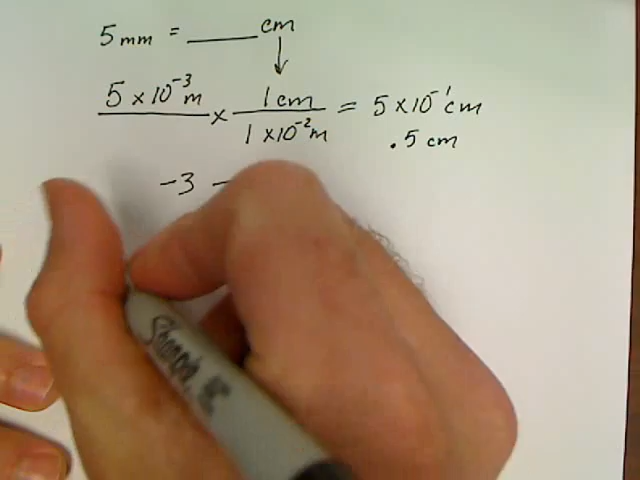 5 mm = ____ cm
5 × 10⁻³ m × 1 cm / 1 × 10⁻² m = 5 × 10⁻¹ cm
.5 cm
-3 -
Sharpie